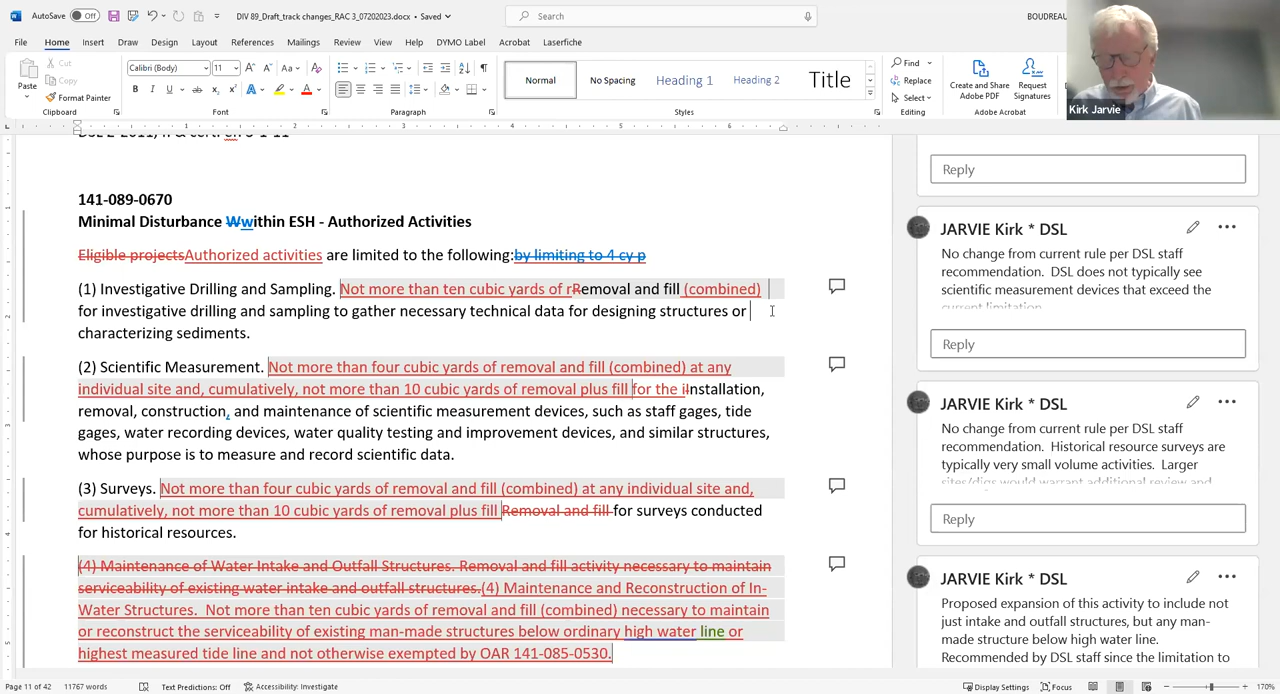 AutoSave Off DIV 89_Draft_track changes_RAC 3_07202023.docx • Saved Search BOUDREAU
File Home Insert Draw Design Layout References Mailings Review View Help DYMO Label Acrobat Laserfiche
Paste Cut Copy Format Painter Calibri (Body) 11 Normal No Spacing Heading 1 Heading 2 Title Find Replace Select Create and Share Adobe PDF Request Signatures
Clipboard Font Paragraph Styles Editing Adobe Acrobat
Kirk Jarvie
141-089-0670
Minimal Disturbance Wwithin ESH - Authorized Activities
Eligible projectsAuthorized activities are limited to the following:by limiting to 4 cy p
(1) Investigative Drilling and Sampling. Not more than ten cubic yards of rRemoval and fill (combined)
for investigative drilling and sampling to gather necessary technical data for designing structures or
characterizing sediments.
(2) Scientific Measurement. Not more than four cubic yards of removal and fill (combined) at any
individual site and, cumulatively, not more than 10 cubic yards of removal plus fill for the iInstallation,
removal, construction, and maintenance of scientific measurement devices, such as staff gages, tide
gages, water recording devices, water quality testing and improvement devices, and similar structures,
whose purpose is to measure and record scientific data.
(3) Surveys. Not more than four cubic yards of removal and fill (combined) at any individual site and,
cumulatively, not more than 10 cubic yards of removal plus fill Removal and fill for surveys conducted
for historical resources.
(4) Maintenance of Water Intake and Outfall Structures. Removal and fill activity necessary to maintain
serviceability of existing water intake and outfall structures.(4) Maintenance and Reconstruction of In-
Water Structures. Not more than ten cubic yards of removal and fill (combined) necessary to maintain
or reconstruct the serviceability of existing man-made structures below ordinary high water line or
highest measured tide line and not otherwise exempted by OAR 141-085-0530.
Reply
JARVIE Kirk * DSL
No change from current rule per DSL staff
recommendation. DSL does not typically see
scientific measurement devices that exceed the
current limitation
Reply
JARVIE Kirk * DSL
No change from current rule per DSL staff
recommendation. Historical resource surveys are
typically very small volume activities. Larger
sites/digs would warrant additional review and
Reply
JARVIE Kirk * DSL
Proposed expansion of this activity to include not
just intake and outfall structures, but any man-
made structure below high water line.
Recommended by DSL staff since the limitation to
Page 11 of 42 11767 words Text Predictions: Off Accessibility: Investigate Display Settings Focus 170%